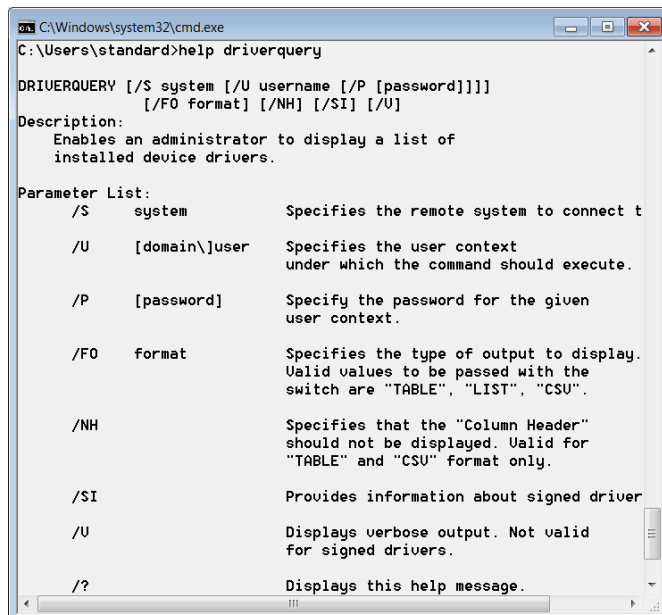 C:\Windows\system32\cmd.exe
C:\Users\standard>help driverquery
DRIVERQUERY [/S system [/U username [/P [password]]]]
[/FO format] [/NH] [/SI] [/V]
Description:
Enables an administrator to display a list of
installed device drivers.
Parameter List:
/S system Specifies the remote system to connect t
/U [domain\]user Specifies the user context
under which the command should execute.
/P [password] Specify the password for the given
user context.
/FO format Specifies the type of output to display.
Valid values to be passed with the
switch are "TABLE", "LIST", "CSV".
/NH Specifies that the "Column Header"
should not be displayed. Valid for
"TABLE" and "CSV" format only.
/SI Provides information about signed driver
/V Displays verbose output. Not valid
for signed drivers.
/? Displays this help message.